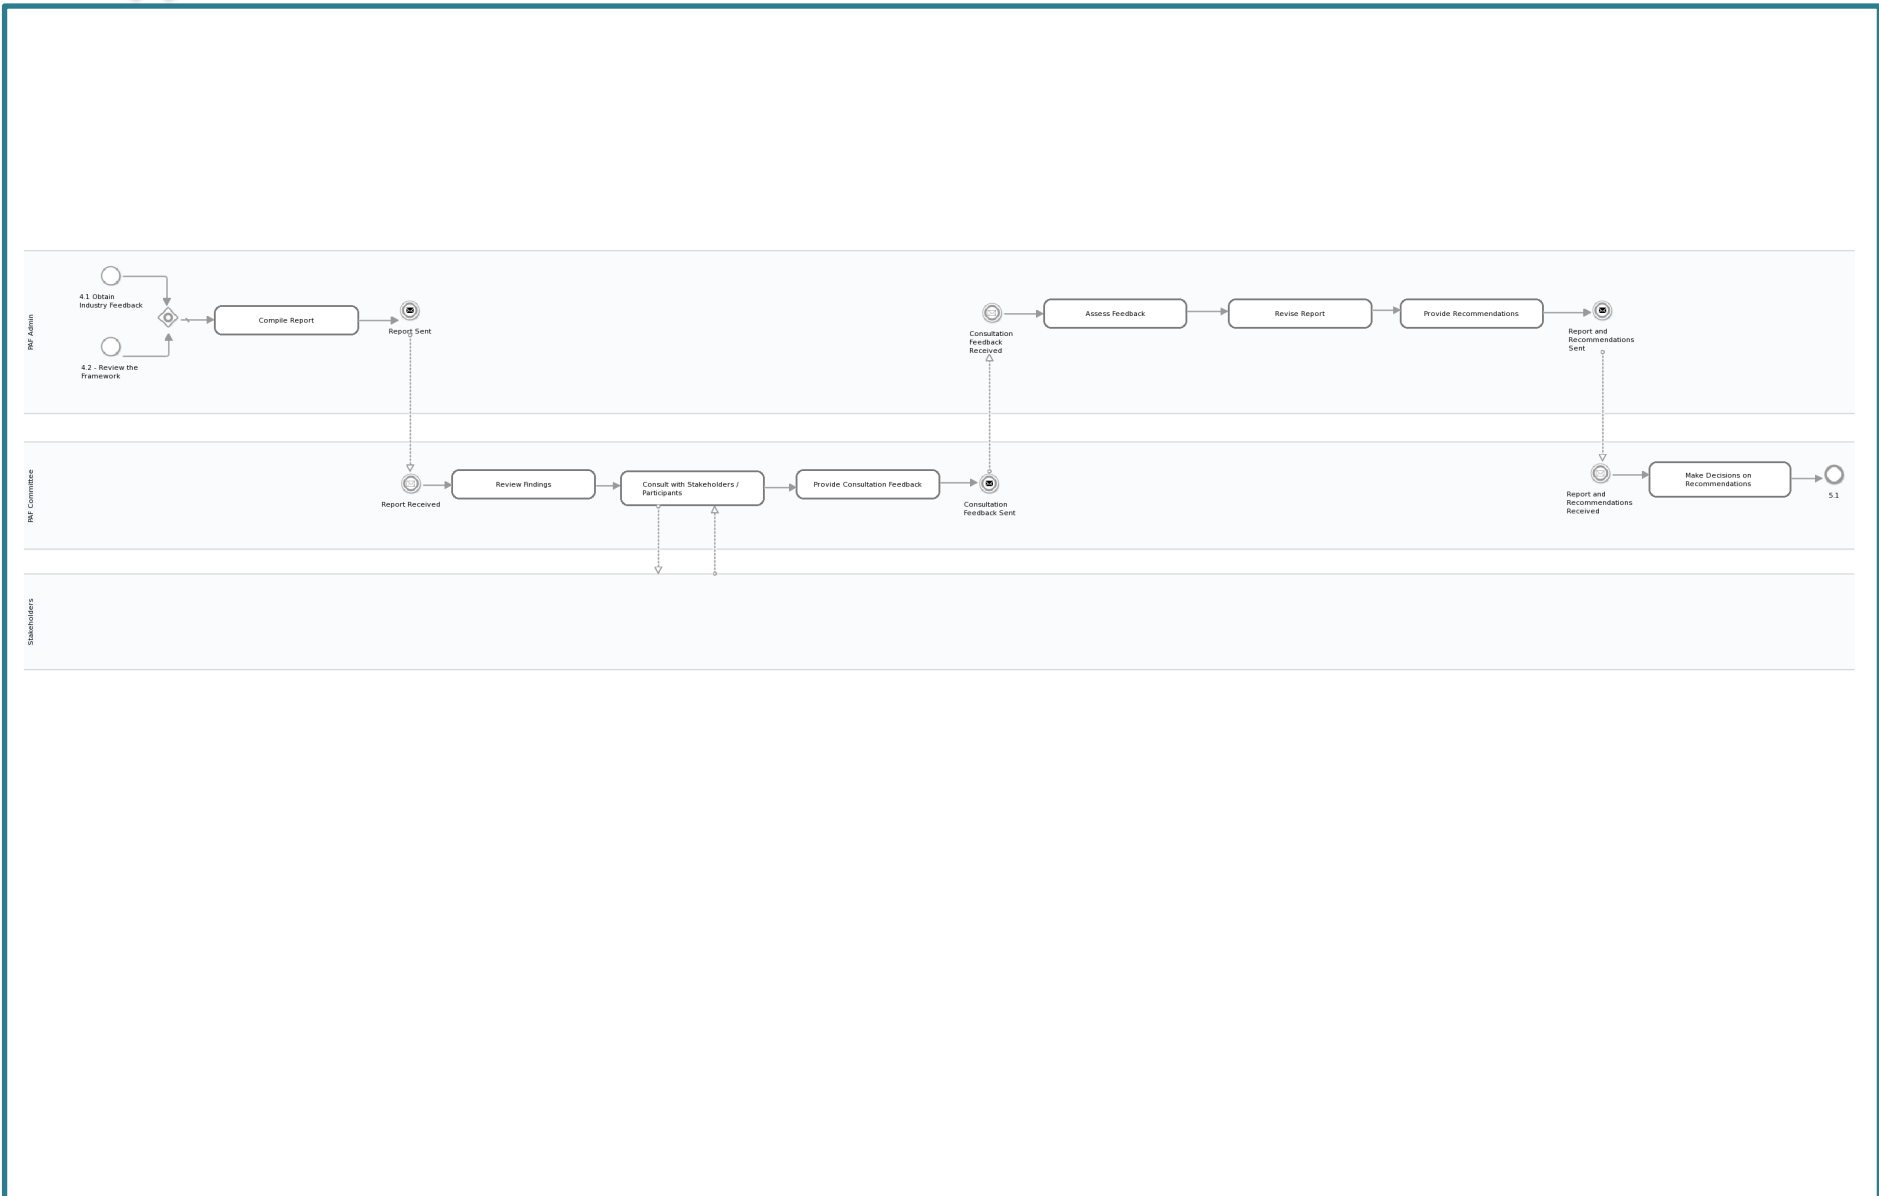 PAF Admin
4.1 Obtain
Industry Feedback
4.2 - Review the
Framework
Compile Report
Report Sent
Consultation
Feedback
Received
Assess Feedback
Revise Report
Provide Recommendations
Report and
Recommendations
Sent
PAF Committee
Report Received
Review Findings
Consult with Stakeholders /
Participants
Provide Consultation Feedback
Consultation
Feedback Sent
Report and
Recommendations
Received
Make Decisions on
Recommendations
5.1
Stakeholders